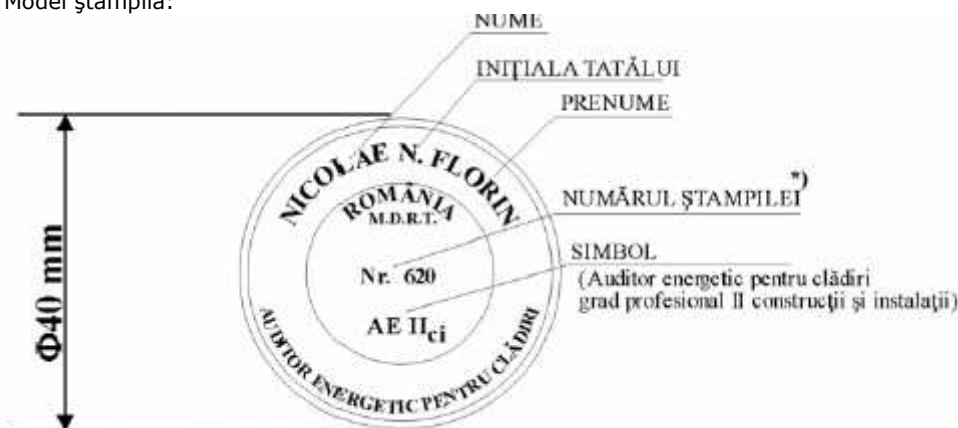 Model ştampilă:
NUME
INIŢIALA TATĂLUI
PRENUME
NICOLAE N. FLORIN
ROMÂNIA
M.D.R.T.
NUMĂRUL ŞTAMPILEI*)
Nr. 620
SIMBOL
(Auditor energetic pentru clădiri
grad profesional II construcţii şi instalaţii)
AE IIci
AUDITOR ENERGETIC PENTRU CLĂDIRI
Φ40 mm